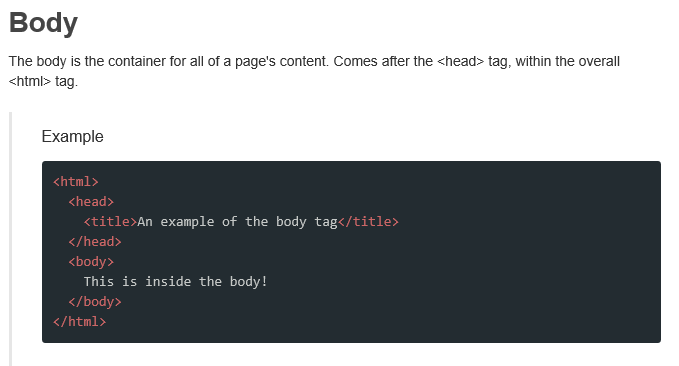 Body
The body is the container for all of a page's content. Comes after the <head> tag, within the overall
<html> tag.
Example
<html>
  <head>
    <title>An example of the body tag</title>
  </head>
  <body>
    This is inside the body!
  </body>
</html>